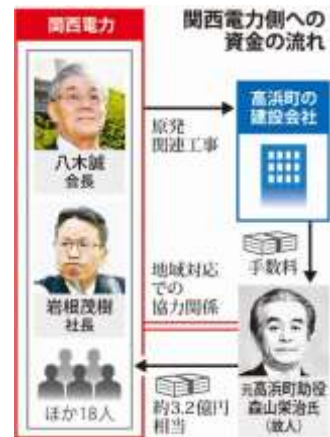 関西電力側への
資金の流れ
関西電力
八木誠
会長
岩根茂樹
社長
ほか18人
原発
関連工事
高浜町の
建設会社
手数料
地域対応
での
協力関係
元高浜町助役
森山栄治氏
(故人)
約3.2億円
相当